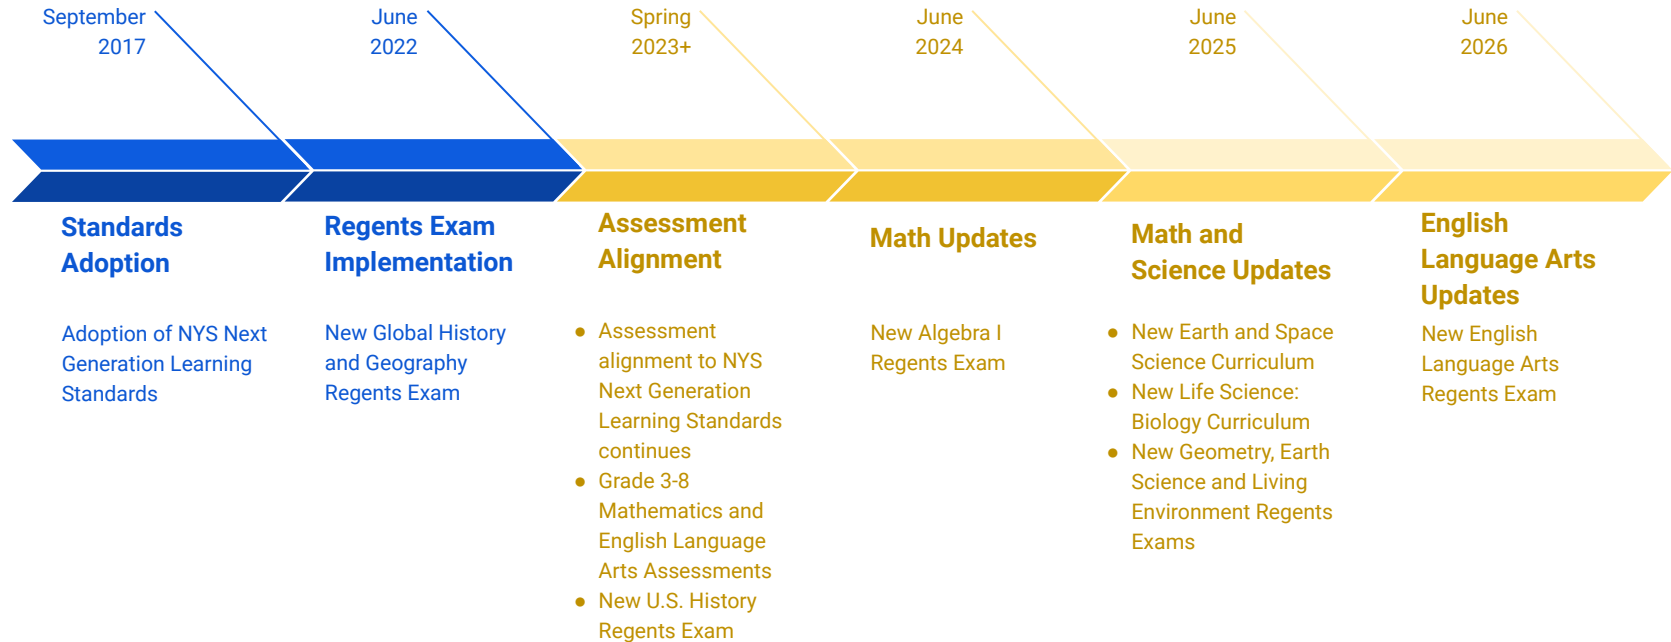 September
2017
June
2022
Spring
2023+
June
2024
June
2025
June
2026
Standards
Adoption
Adoption of NYS Next
Generation Learning
Standards
Regents Exam
Implementation
New Global History
and Geography
Regents Exam
Assessment
Alignment
● Assessment
alignment to NYS
Next Generation
Learning Standards
continues
● Grade 3-8
Mathematics and
English Language
Arts Assessments
● New U.S. History
Regents Exam
Math Updates
New Algebra I
Regents Exam
Math and
Science Updates
● New Earth and Space
Science Curriculum
● New Life Science:
Biology Curriculum
● New Geometry, Earth
Science and Living
Environment Regents
Exams
English
Language Arts
Updates
New English
Language Arts
Regents Exam